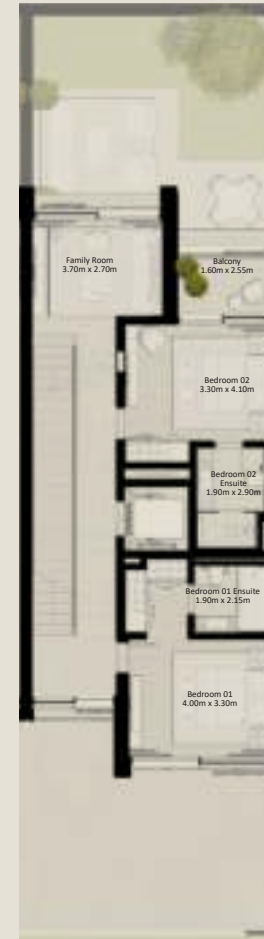 Family Room
3.70m x 2.70m
Balcony
1.60m x 2.55m
Bedroom 02
3.30m x 4.10m
Bedroom 02
Ensuite
1.90m x 2.90m
Bedroom 01 Ensuite
1.90m x 2.15m
Bedroom 01
4.00m x 3.30m